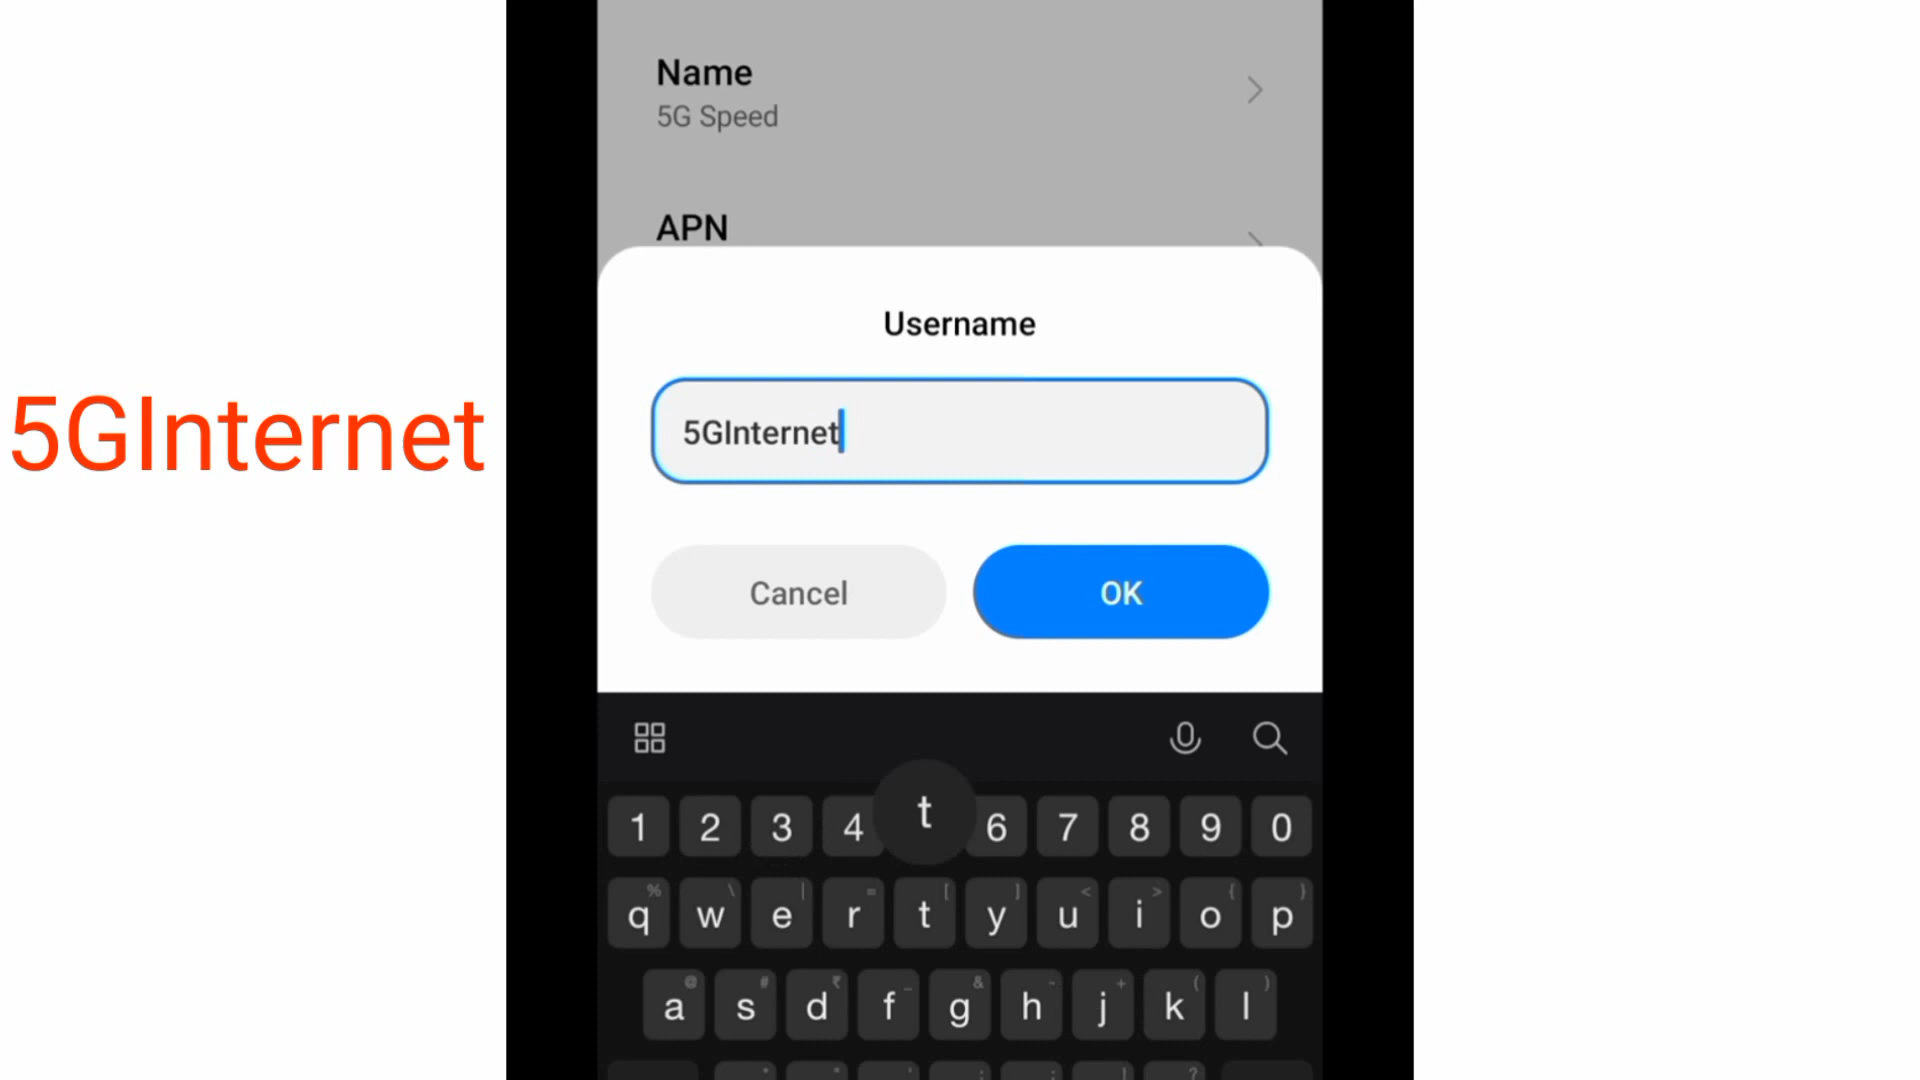 Name
5G Speed
APN
Username
5GInternet
5GInternet
Cancel
OK
t
1 2 3 4 6 7 8 9 0
% \ | = [ ] < > { }
q w e r t y u i o p
@ # ₹ _ & - + ( )
a s d f g h j k l